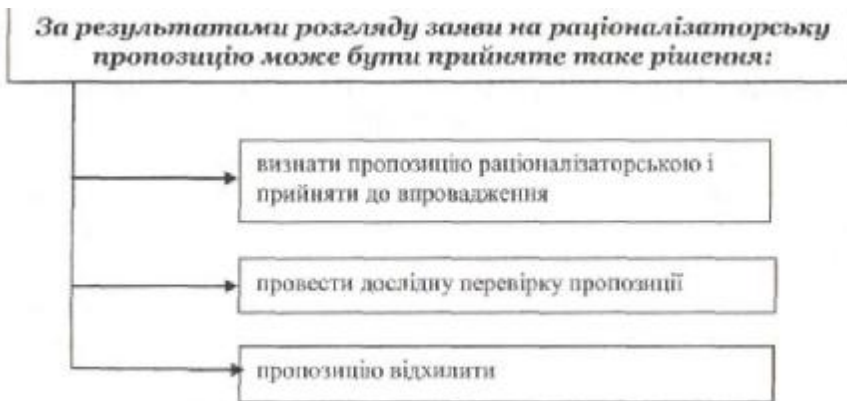 За результатами розгляду заяви на раціоналізаторську
пропозицію може бути прийняте таке рішення:
визнати пропозицію раціоналізаторською і
прийняти до впровадження
провести дослідну перевірку пропозиції
пропозицію відхилити